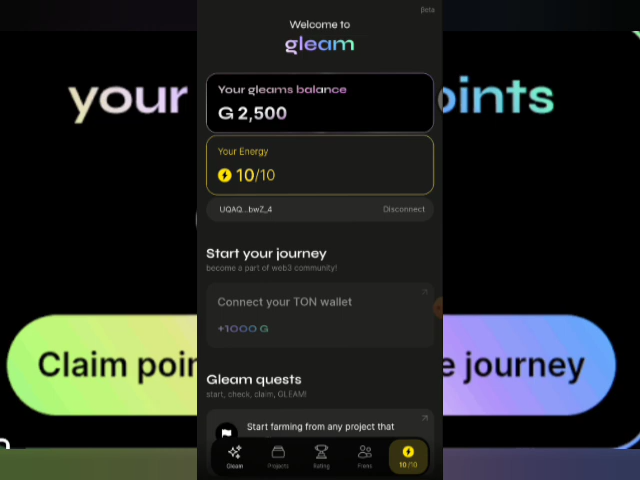 Beta
Welcome to
gleam
your
oints
Your gleams balance
G 2,500
Your Energy
10/10
UQAQ...bwZ_4
Disconnect
Start your journey
become a part of web3 community!
Connect your TON wallet
+1000 G
Claim poin
e journey
Gleam quests
start, check, claim, GLEAM!
Start farming from any project that
Gleam
Projects
Rating
Frens
10/10